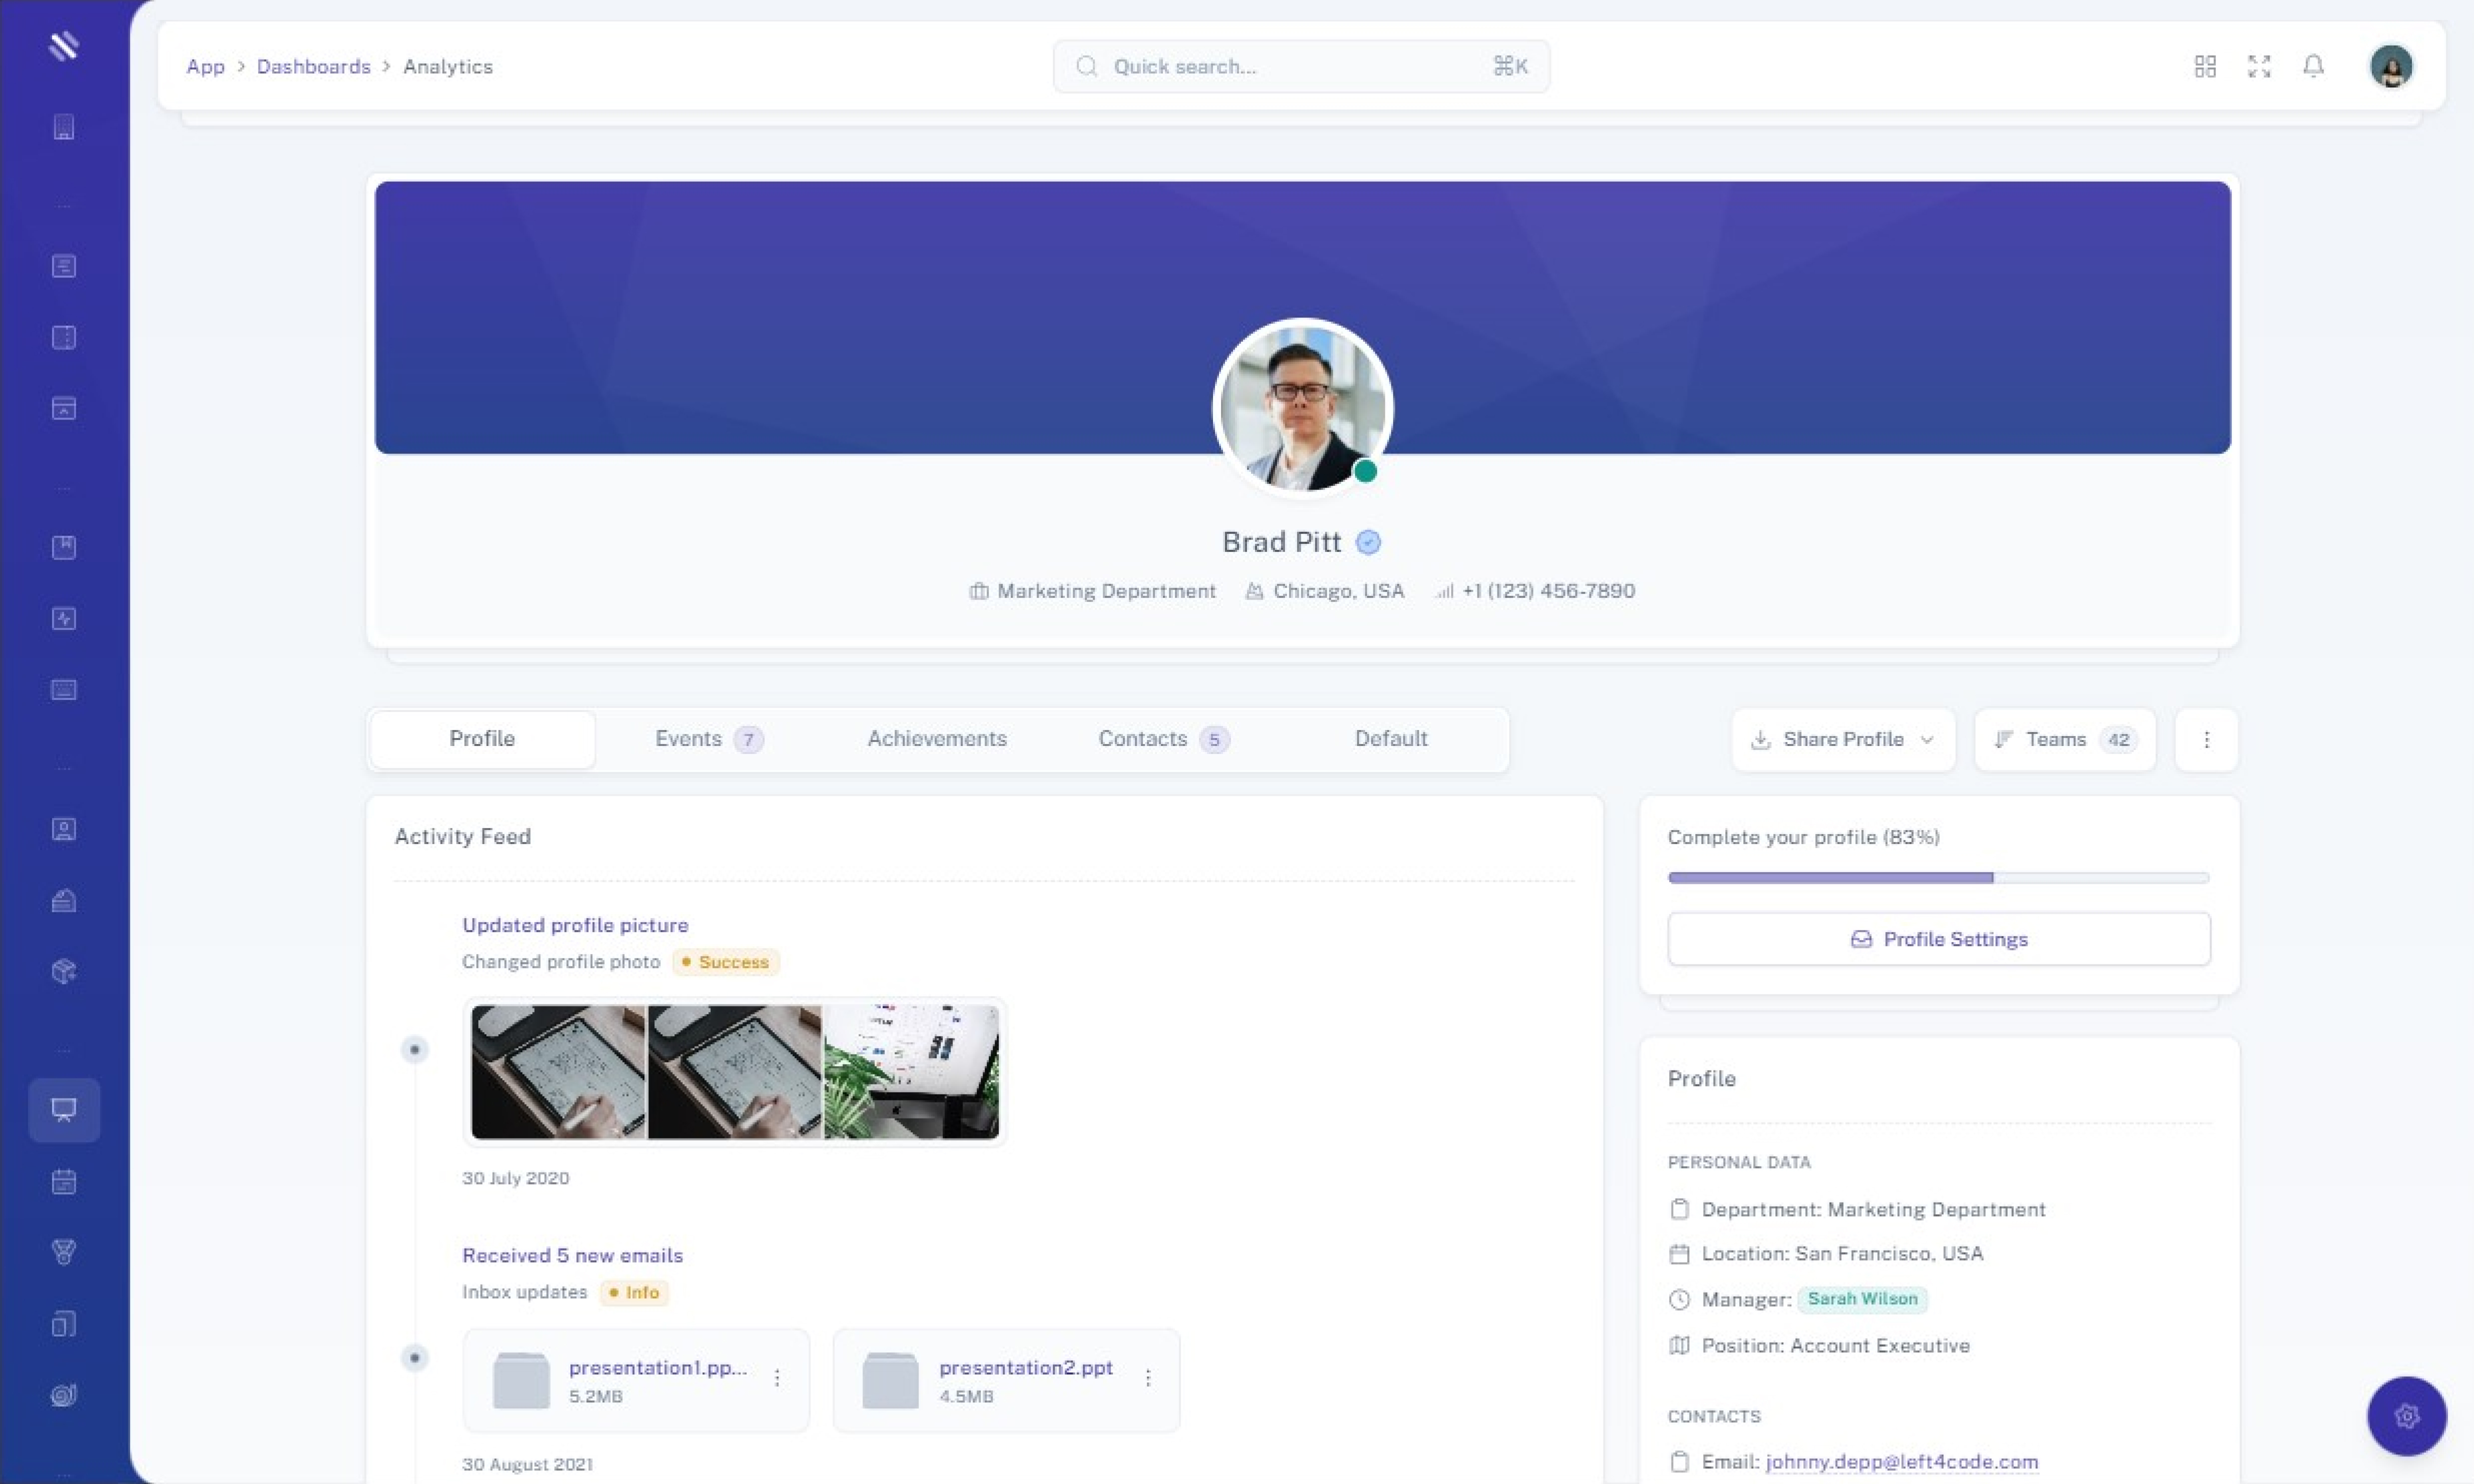 App > Dashboards > Analytics
Quick search... ⌘K
Brad Pitt
Marketing Department Chicago, USA +1 (123) 456-7890
Profile Events 7 Achievements Contacts 5 Default
Share Profile Teams 42
Activity Feed
Updated profile picture
Changed profile photo Success
30 July 2020
Received 5 new emails
Inbox updates Info
presentation1.pp...
5.2MB
presentation2.ppt
4.5MB
30 August 2021
Complete your profile (83%)
Profile Settings
Profile
PERSONAL DATA
Department: Marketing Department
Location: San Francisco, USA
Manager: Sarah Wilson
Position: Account Executive
CONTACTS
Email: johnny.depp@left4code.com